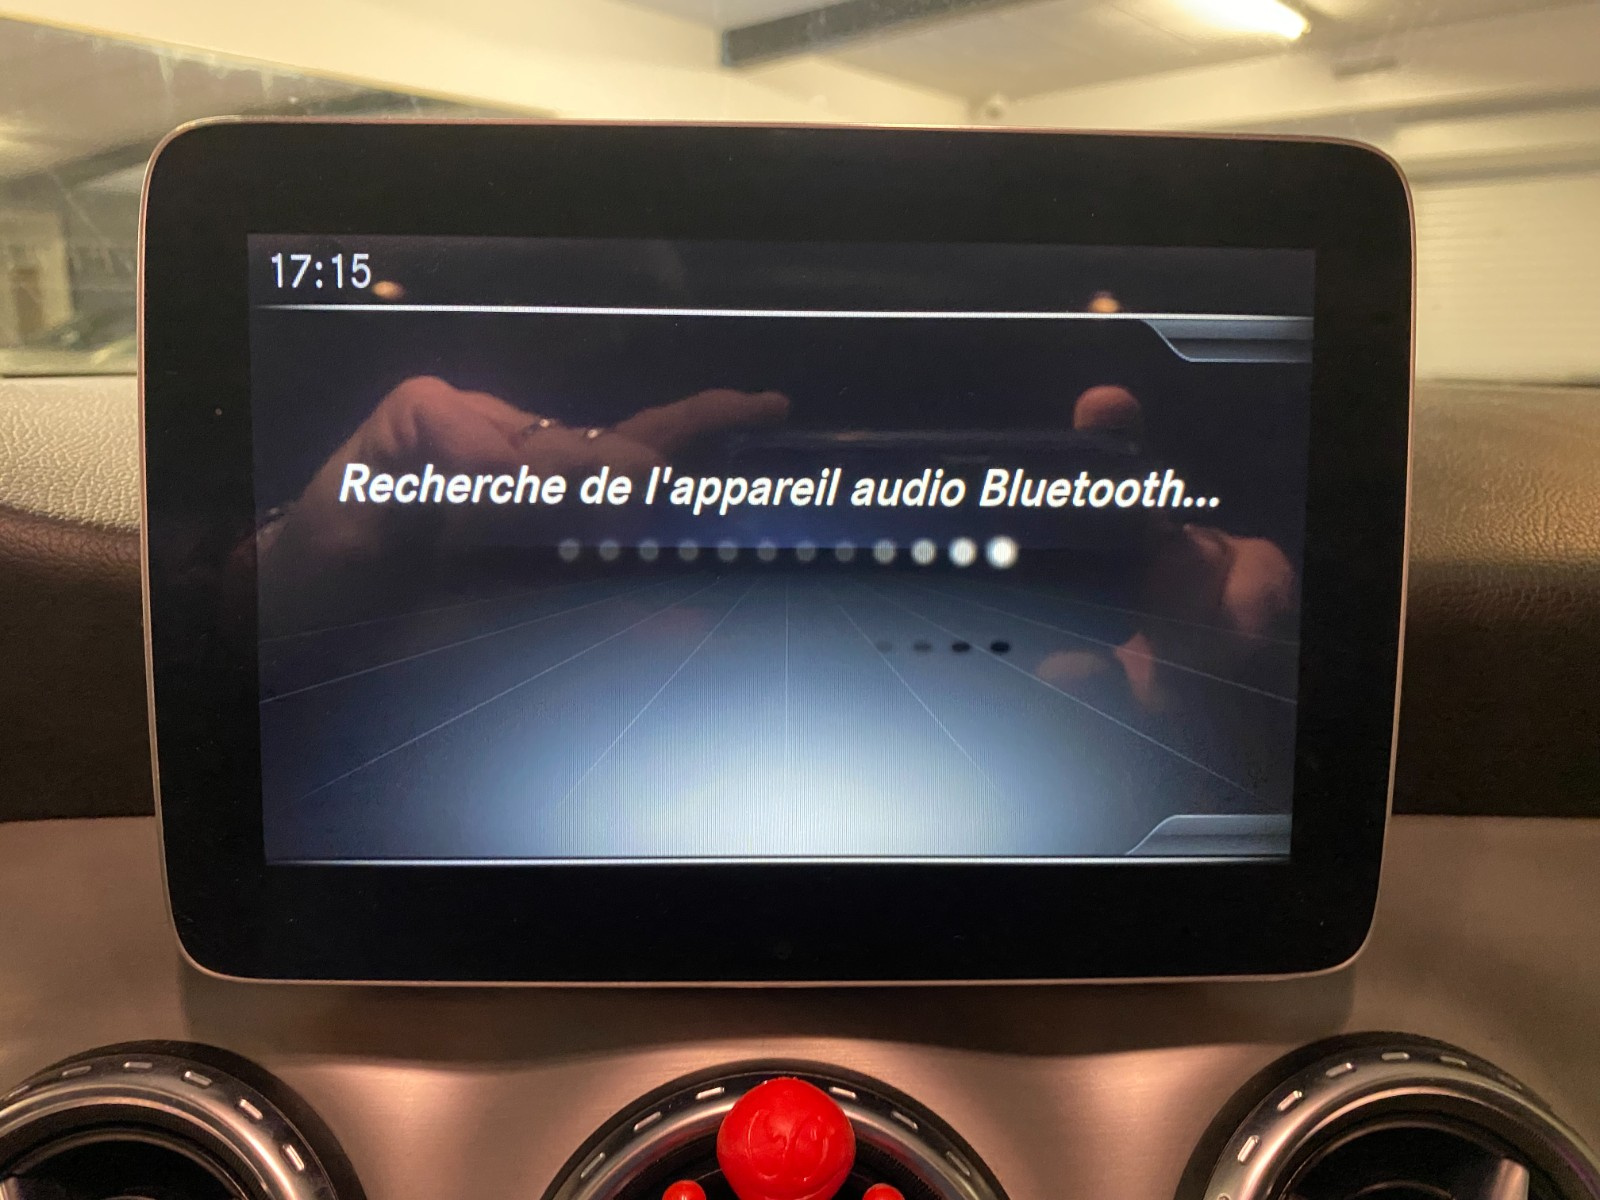 17:15
Recherche de l'appareil audio Bluetooth...